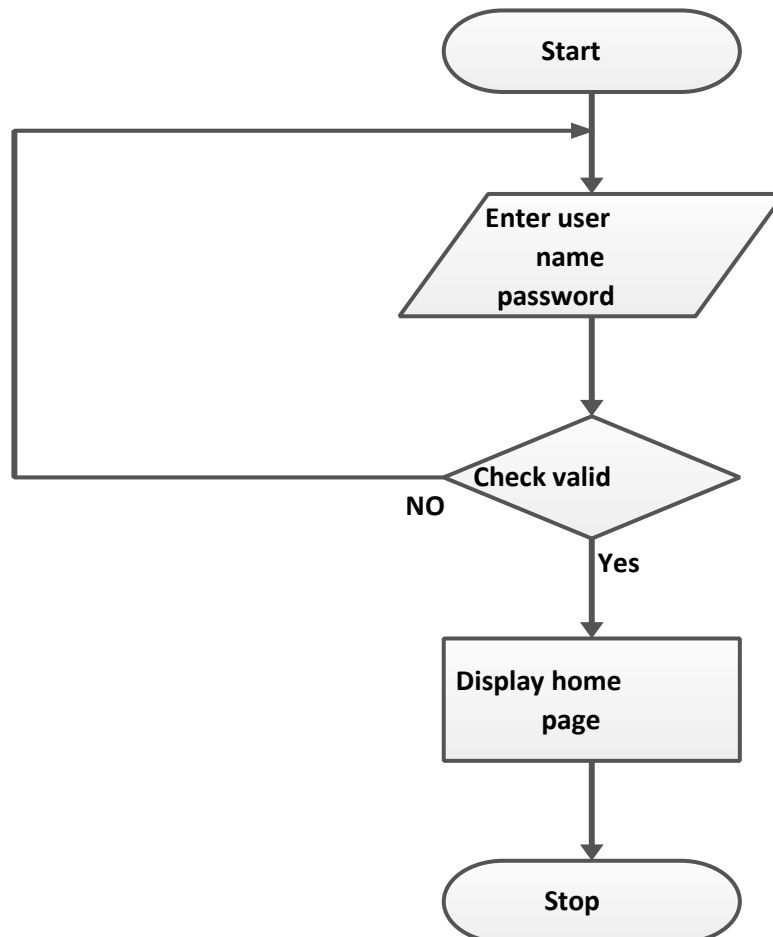 Start
Enter user
name
password
Check valid
NO
Yes
Display home
page
Stop